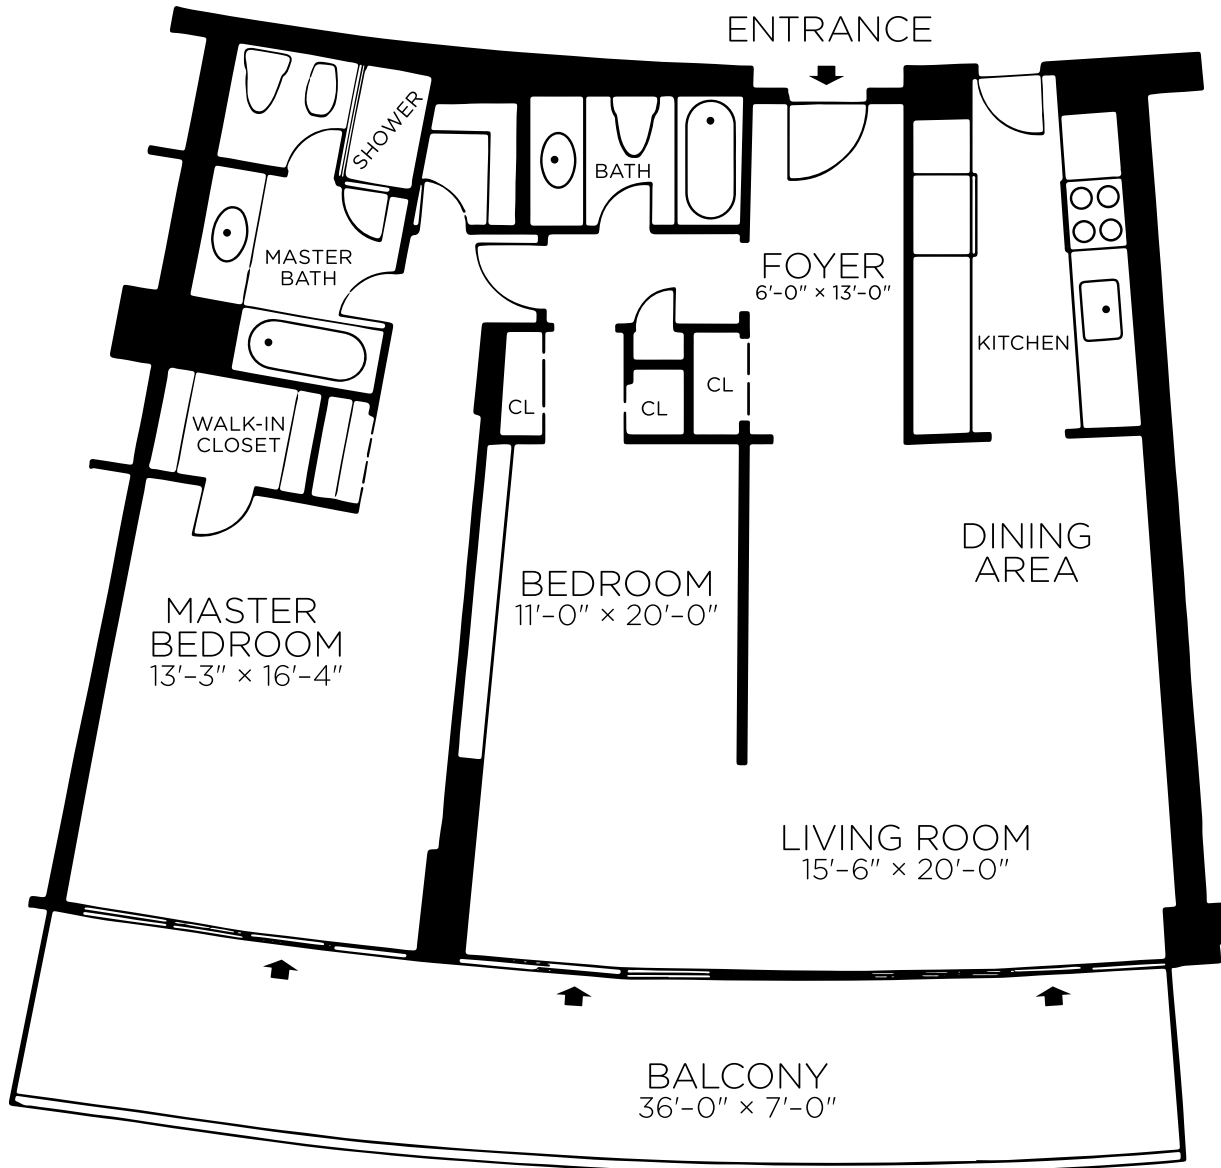 ENTRANCE
SHOWER
BATH
MASTER
BATH
FOYER
6'-0" × 13'-0"
KITCHEN
CL
CL
CL
WALK-IN
CLOSET
DINING
AREA
BEDROOM
11'-0" × 20'-0"
MASTER
BEDROOM
13'-3" × 16'-4"
LIVING ROOM
15'-6" × 20'-0"
BALCONY
36'-0" × 7'-0"